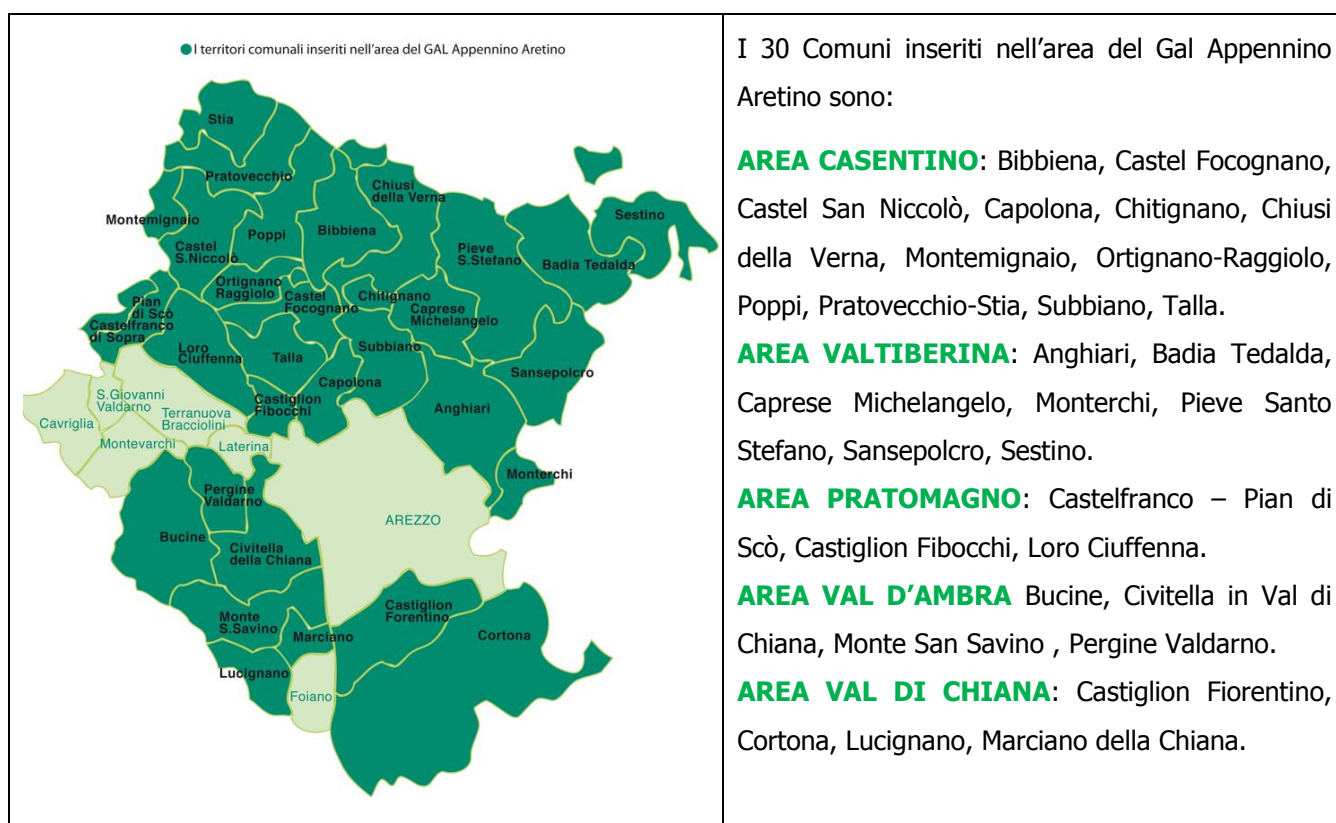 I territori comunali inseriti nell'area del GAL Appennino Aretino
Stia
Pratovecchio
Chiusi
della Verna
Montemignaio
Poppi
Bibbiena
Sestino
Castel
S.Niccolò
Pieve
S.Stefano
Badia Tedalda
Ortignano
Raggiolo
Castel
Focognano
Chitignano
Caprese
Michelangelo
Pian
di Scò
Castelfranco
di Sopra
Loro
Ciuffenna
Talla
Subbiano
Sansepolcro
Capolona
Castiglion
Fibocchi
Anghiari
S.Giovanni
Valdarno
Cavriglia
Terranuova
Bracciolini
Montevarchi
Laterina
Monterchi
Pergine
Valdarno
AREZZO
Bucine
Civitella
della Chiana
Castiglion
Forentino
Monte
S.Savino
Marciano
Cortona
Lucignano
Foiano
I 30 Comuni inseriti nell'area del Gal Appennino
Aretino sono:
AREA CASENTINO: Bibbiena, Castel Focognano,
Castel San Niccolò, Capolona, Chitignano, Chiusi
della Verna, Montemignaio, Ortignano-Raggiolo,
Poppi, Pratovecchio-Stia, Subbiano, Talla.
AREA VALTIBERINA: Anghiari, Badia Tedalda,
Caprese Michelangelo, Monterchi, Pieve Santo
Stefano, Sansepolcro, Sestino.
AREA PRATOMAGNO: Castelfranco – Pian di
Scò, Castiglion Fibocchi, Loro Ciuffenna.
AREA VAL D'AMBRA Bucine, Civitella in Val di
Chiana, Monte San Savino , Pergine Valdarno.
AREA VAL DI CHIANA: Castiglion Fiorentino,
Cortona, Lucignano, Marciano della Chiana.